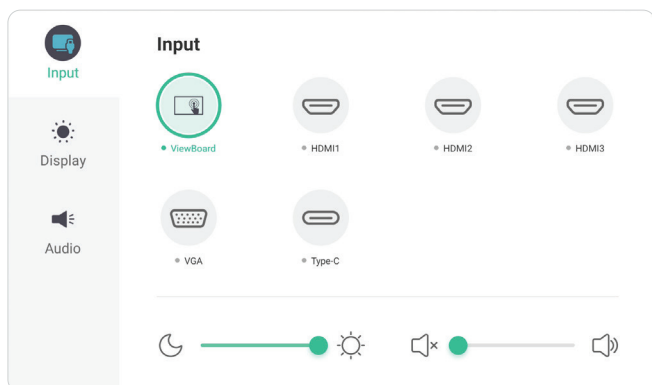 Input
Input
ViewBoard
HDMI1
HDMI2
HDMI3
Display
VGA
Type-C
Audio